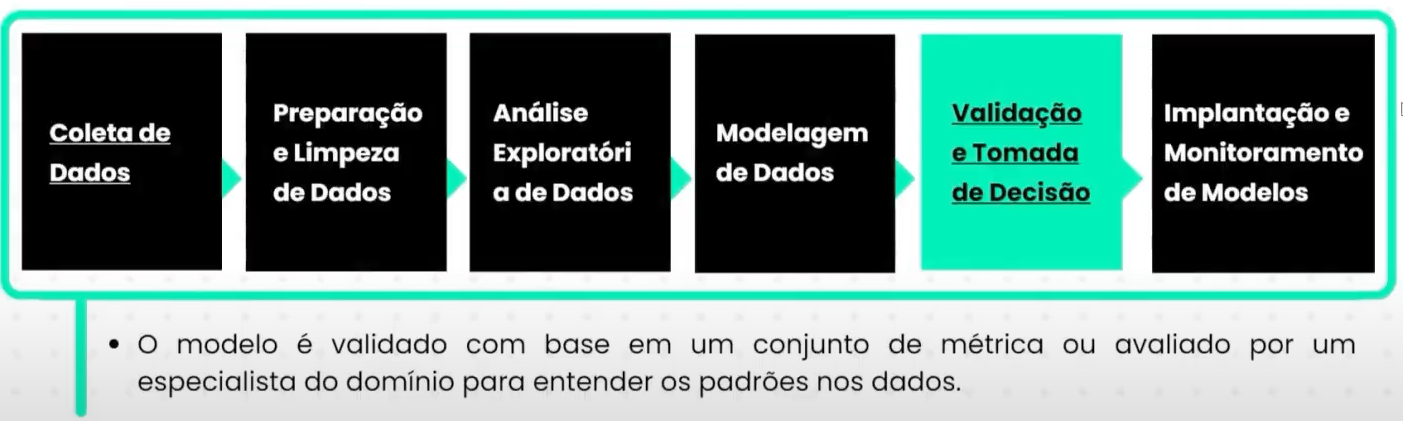 Coleta de
Dados
Preparação
e Limpeza
de Dados
Análise
Exploratóri
a de Dados
Modelagem
de Dados
Validação
e Tomada
de Decisão
Implantação e
Monitoramento
de Modelos
• O modelo é validado com base em um conjunto de métrica ou avaliado por um
especialista do domínio para entender os padrões nos dados.